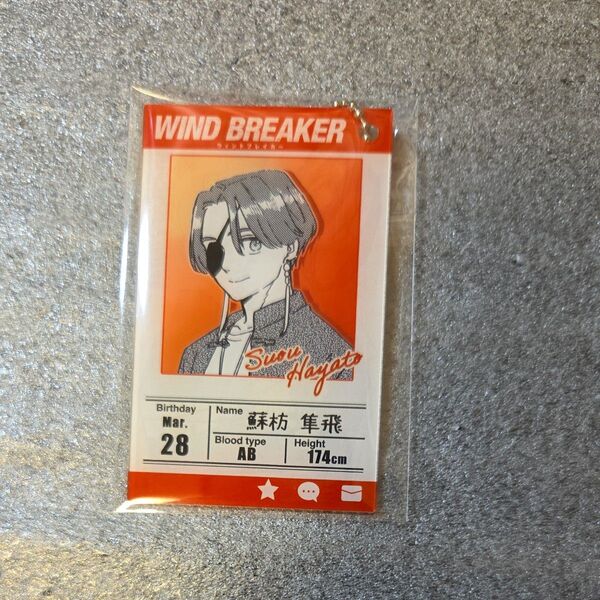 WIND BREAKER
ウィンドブレイカー
Suou
Hayato
Birthday
Mar.
28
Name 蘇枋 隼飛
Blood type
AB
Height
174cm